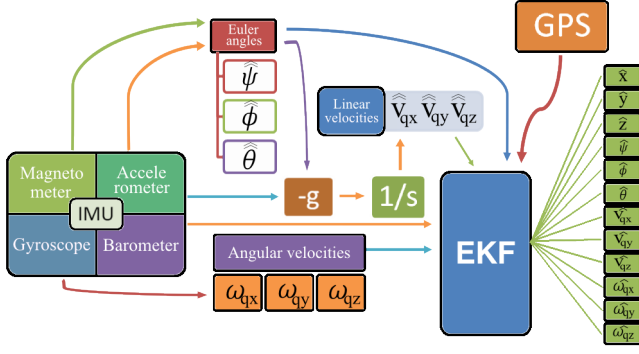 Euler
angles
GPS
ψ̂
ϕ̂
θ̂
Linear
velocities
V̂qx V̂qy V̂qz
Magneto
meter
Accele
rometer
IMU
Gyroscope
Barometer
-g
1/s
EKF
Angular velocities
ωqx
ωqy
ωqz
x̂
ŷ
ẑ
ψ̂
ϕ̂
θ̂
V̂qx
V̂qy
V̂qz
ω̂qx
ω̂qy
ω̂qz